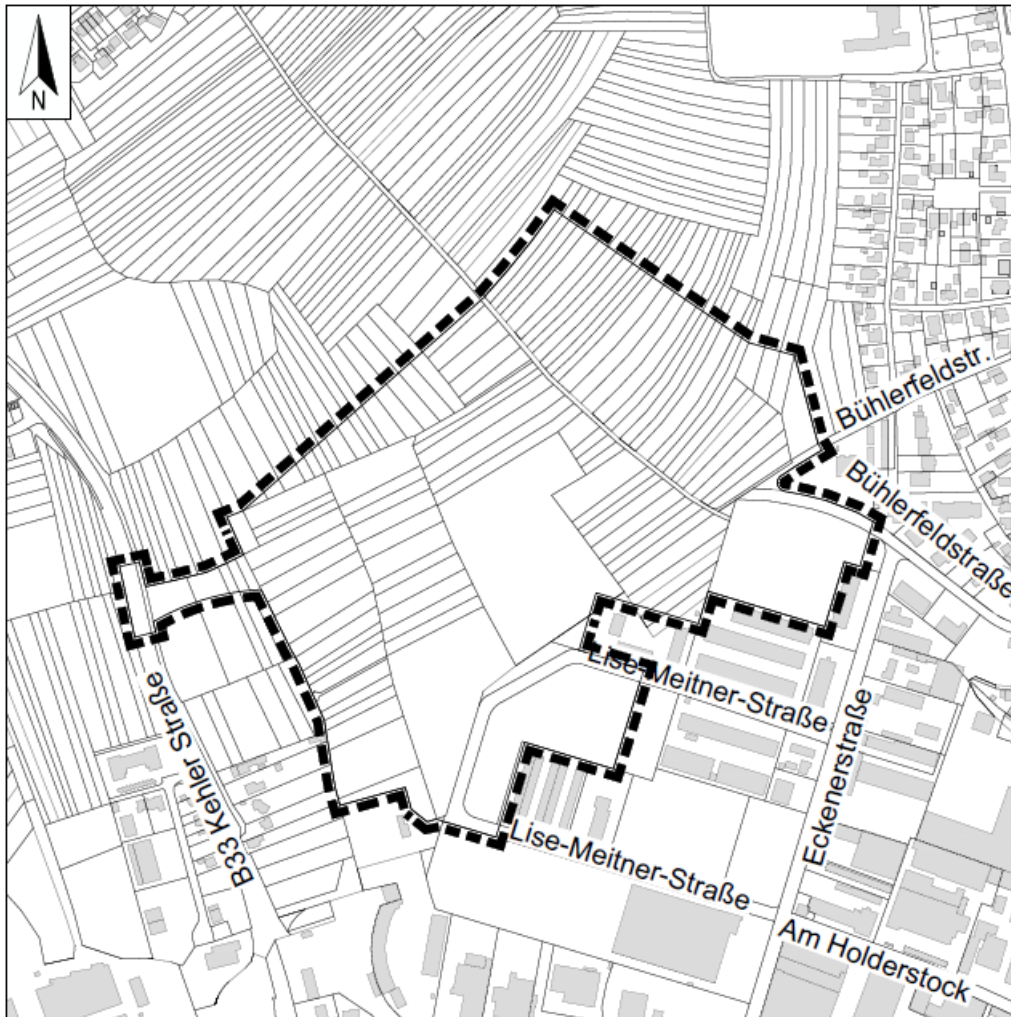 N
Bühlerfeldstr.
Bühlerfeldstraße
Lise-Meitner-Straße
B33 Kehler Straße
Eckenerstraße
Lise-Meitner-Straße
Am Holderstock